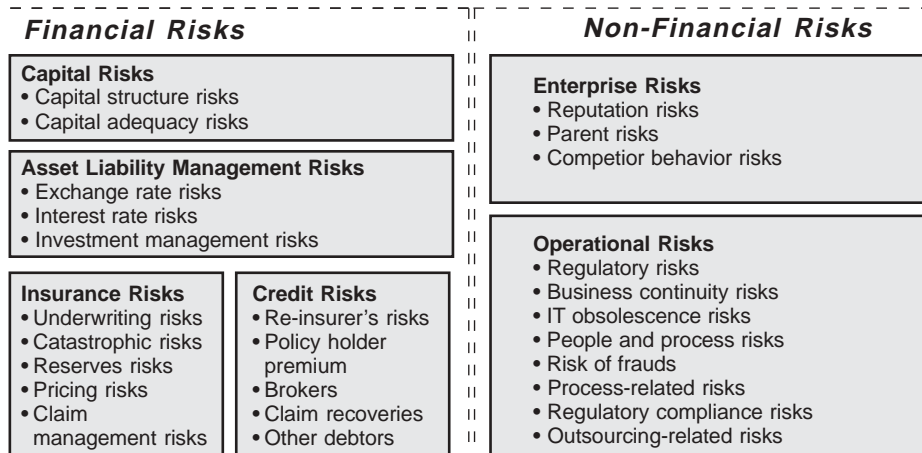 Financial Risks
Capital Risks
• Capital structure risks
• Capital adequacy risks
Asset Liability Management Risks
• Exchange rate risks
• Interest rate risks
• Investment management risks
Insurance Risks
• Underwriting risks
• Catastrophic risks
• Reserves risks
• Pricing risks
• Claim
management risks
Credit Risks
• Re-insurer's risks
• Policy holder
premium
• Brokers
• Claim recoveries
• Other debtors
Non-Financial Risks
Enterprise Risks
• Reputation risks
• Parent risks
• Competior behavior risks
Operational Risks
• Regulatory risks
• Business continuity risks
• IT obsolescence risks
• People and process risks
• Risk of frauds
• Process-related risks
• Regulatory compliance risks
• Outsourcing-related risks